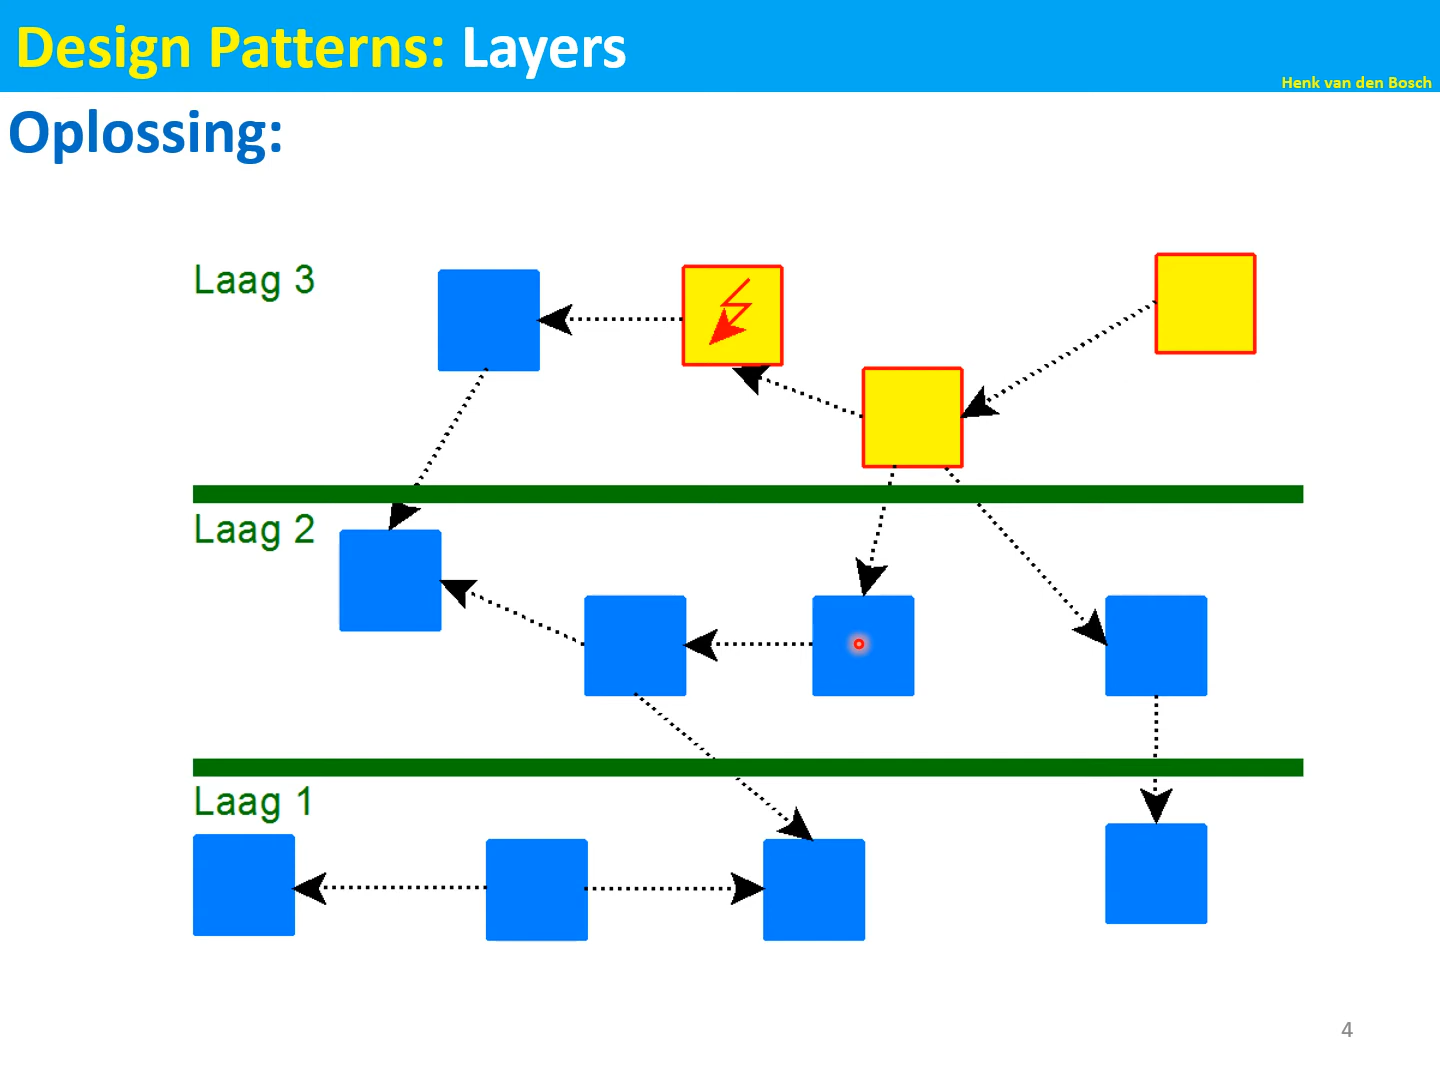 Design Patterns: Layers
Henk van den Bosch
Oplossing:
Laag 3
Laag 2
Laag 1
4